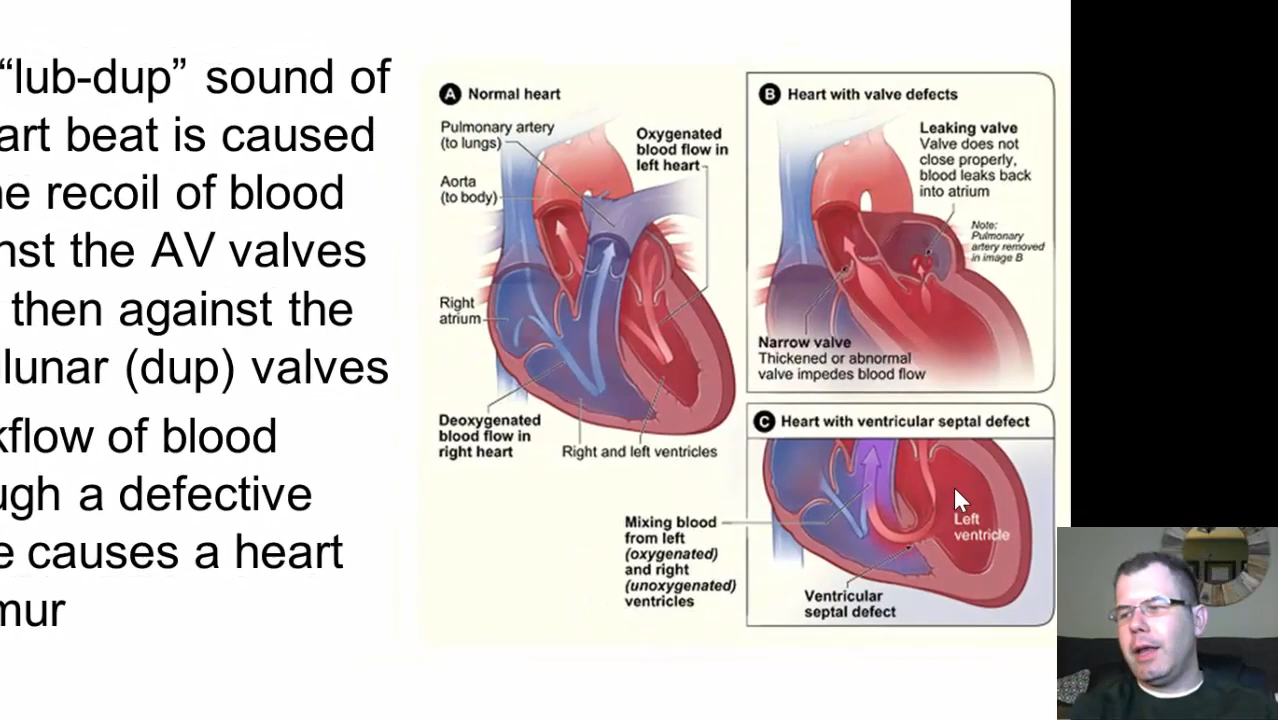 “lub-dup” sound of
art beat is caused
e recoil of blood
nst the AV valves
then against the
lunar (dup) valves
flow of blood
ugh a defective
e causes a heart
mur
A Normal heart
Pulmonary artery
(to lungs)
Aorta
(to body)
Oxygenated
blood flow in
left heart
Right
atrium
Deoxygenated
blood flow in
right heart
Right and left ventricles
B Heart with valve defects
Leaking valve
Valve does not
close properly,
blood leaks back
into atrium
Note:
Pulmonary
artery removed
in image B
Narrow valve
Thickened or abnormal
valve impedes blood flow
C Heart with ventricular septal defect
Mixing blood
from left
(oxygenated)
and right
(unoxygenated)
ventricles
Left
ventricle
Ventricular
septal defect